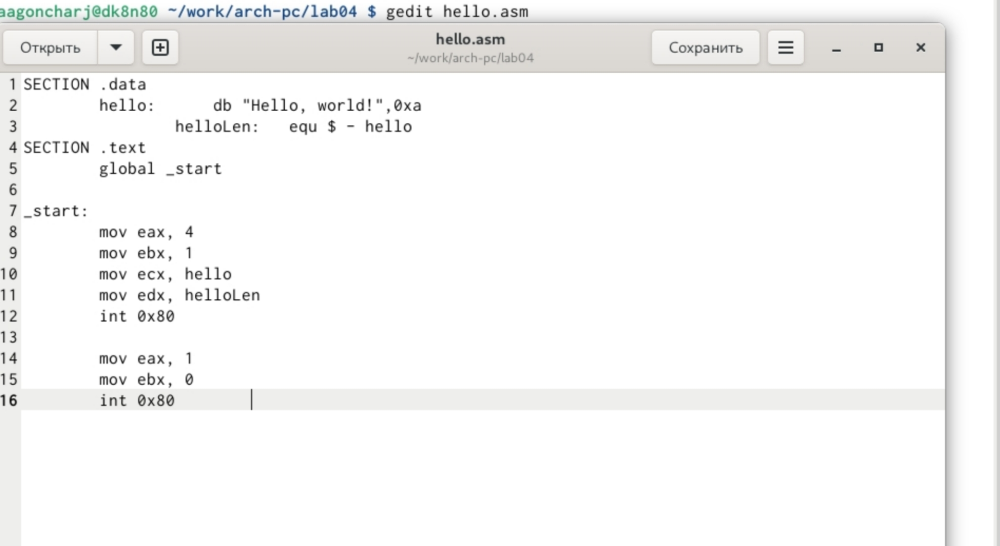 aagoncharj@dk8n80 ~/work/arch-pc/lab04 $ gedit hello.asm
Открыть
hello.asm
~/work/arch-pc/lab04
Сохранить
1 SECTION .data
2         hello:      db "Hello, world!",0xa
3                 helloLen:   equ $ - hello
4 SECTION .text
5         global _start
6
7 _start:
8         mov eax, 4
9         mov ebx, 1
10         mov ecx, hello
11         mov edx, helloLen
12         int 0x80
13
14         mov eax, 1
15         mov ebx, 0
16         int 0x80